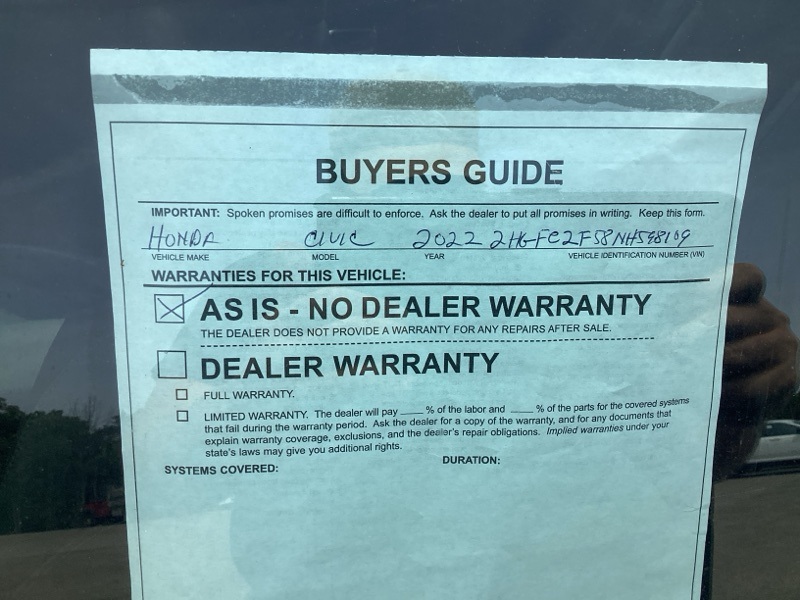 BUYERS GUIDE
IMPORTANT: Spoken promises are difficult to enforce. Ask the dealer to put all promises in writing. Keep this form.
HONDA CIVIC 2022 2HGFC2F58NH598109
VEHICLE MAKE MODEL YEAR VEHICLE IDENTIFICATION NUMBER (VIN)
WARRANTIES FOR THIS VEHICLE:
AS IS - NO DEALER WARRANTY
THE DEALER DOES NOT PROVIDE A WARRANTY FOR ANY REPAIRS AFTER SALE.
DEALER WARRANTY
FULL WARRANTY.
LIMITED WARRANTY. The dealer will pay ____ % of the labor and ____ % of the parts for the covered systems
that fail during the warranty period. Ask the dealer for a copy of the warranty, and for any documents that
explain warranty coverage, exclusions, and the dealer's repair obligations. Implied warranties under your
state's laws may give you additional rights.
SYSTEMS COVERED: DURATION: